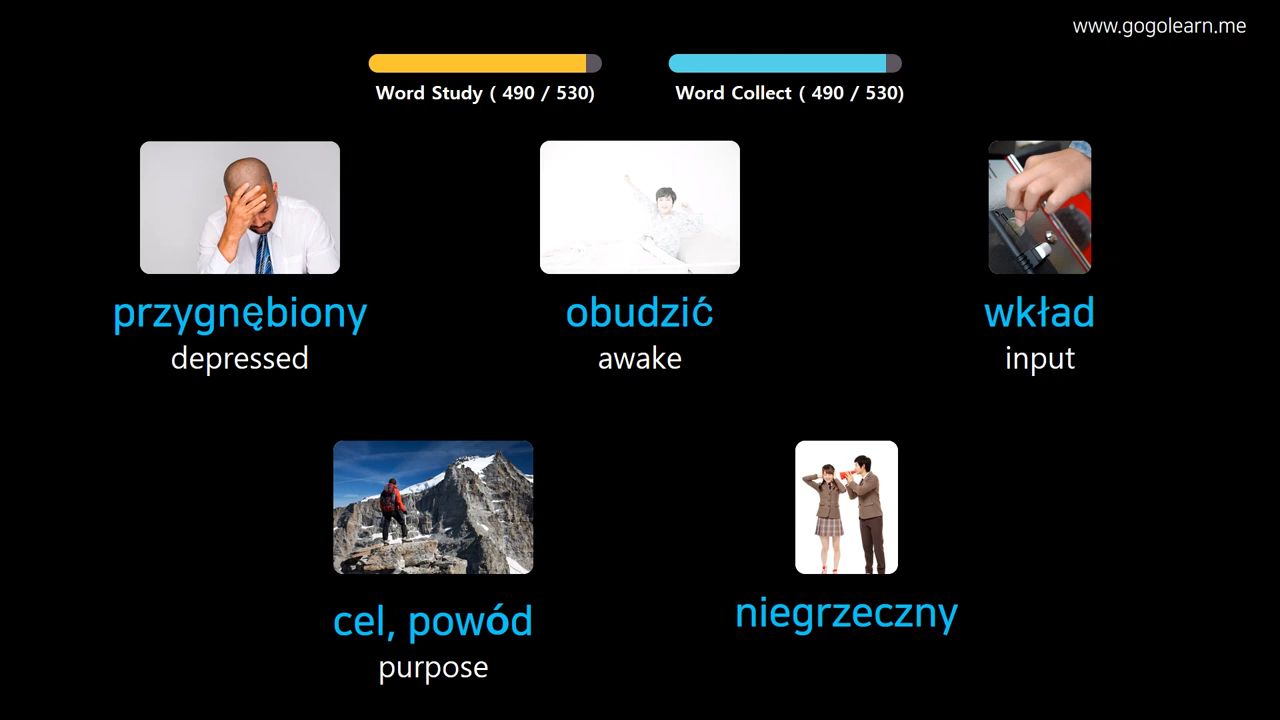 www.gogolearn.me
Word Study ( 490 / 530)
Word Collect ( 490 / 530)
przygnębiony
depressed
obudzić
awake
wkład
input
cel, powód
purpose
niegrzeczny